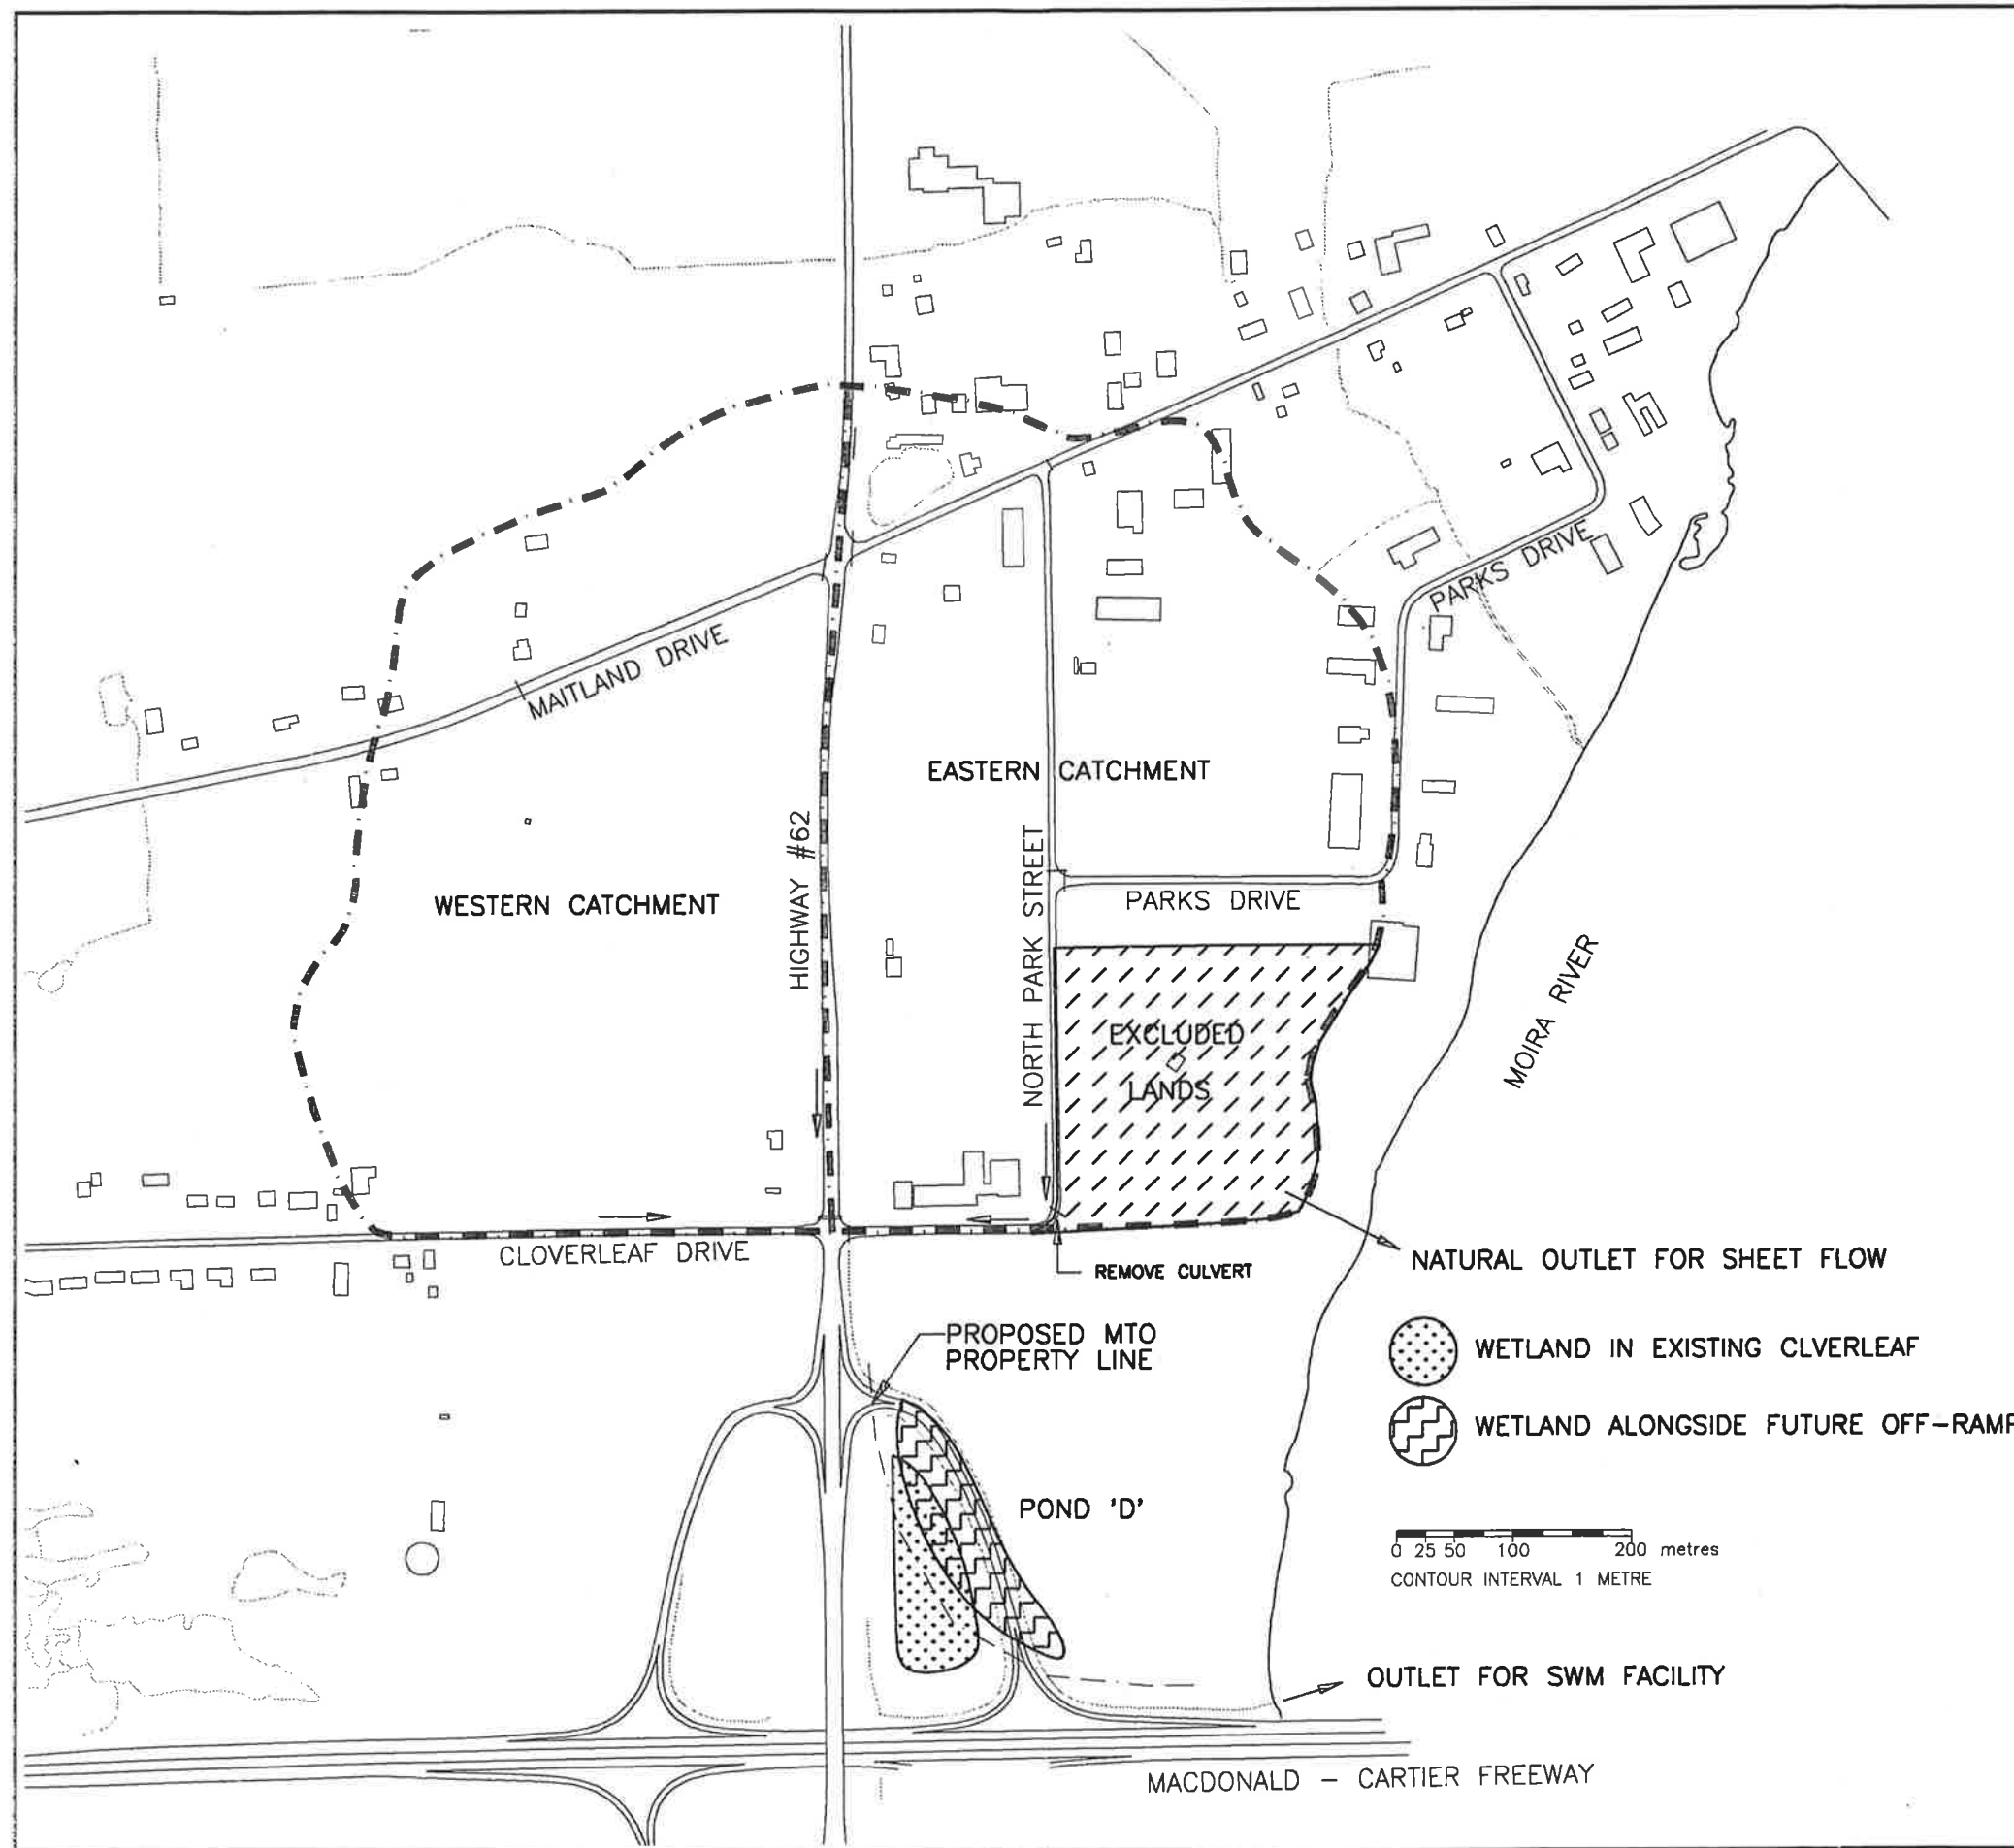 MAITLAND DRIVE
PARKS DRIVE
EASTERN CATCHMENT
HIGHWAY #62
WESTERN CATCHMENT
NORTH PARK STREET
PARKS DRIVE
MOIRA RIVER
EXCLUDED
LANDS
CLOVERLEAF DRIVE
REMOVE CULVERT
NATURAL OUTLET FOR SHEET FLOW
PROPOSED MTO
PROPERTY LINE
WETLAND IN EXISTING CLVERLEAF
WETLAND ALONGSIDE FUTURE OFF-RAMP
POND 'D'
0 25 50 100 200 metres
CONTOUR INTERVAL 1 METRE
OUTLET FOR SWM FACILITY
MACDONALD - CARTIER FREEWAY